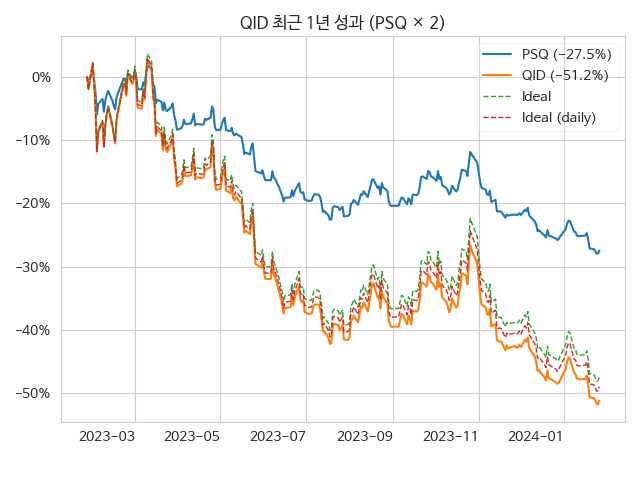 QID 최근 1년 성과 (PSQ × 2)
PSQ (−27.5%)
QID (−51.2%)
Ideal
Ideal (daily)
0%
−10%
−20%
−30%
−40%
−50%
2023−03 2023−05 2023−07 2023−09 2023−11 2024−01